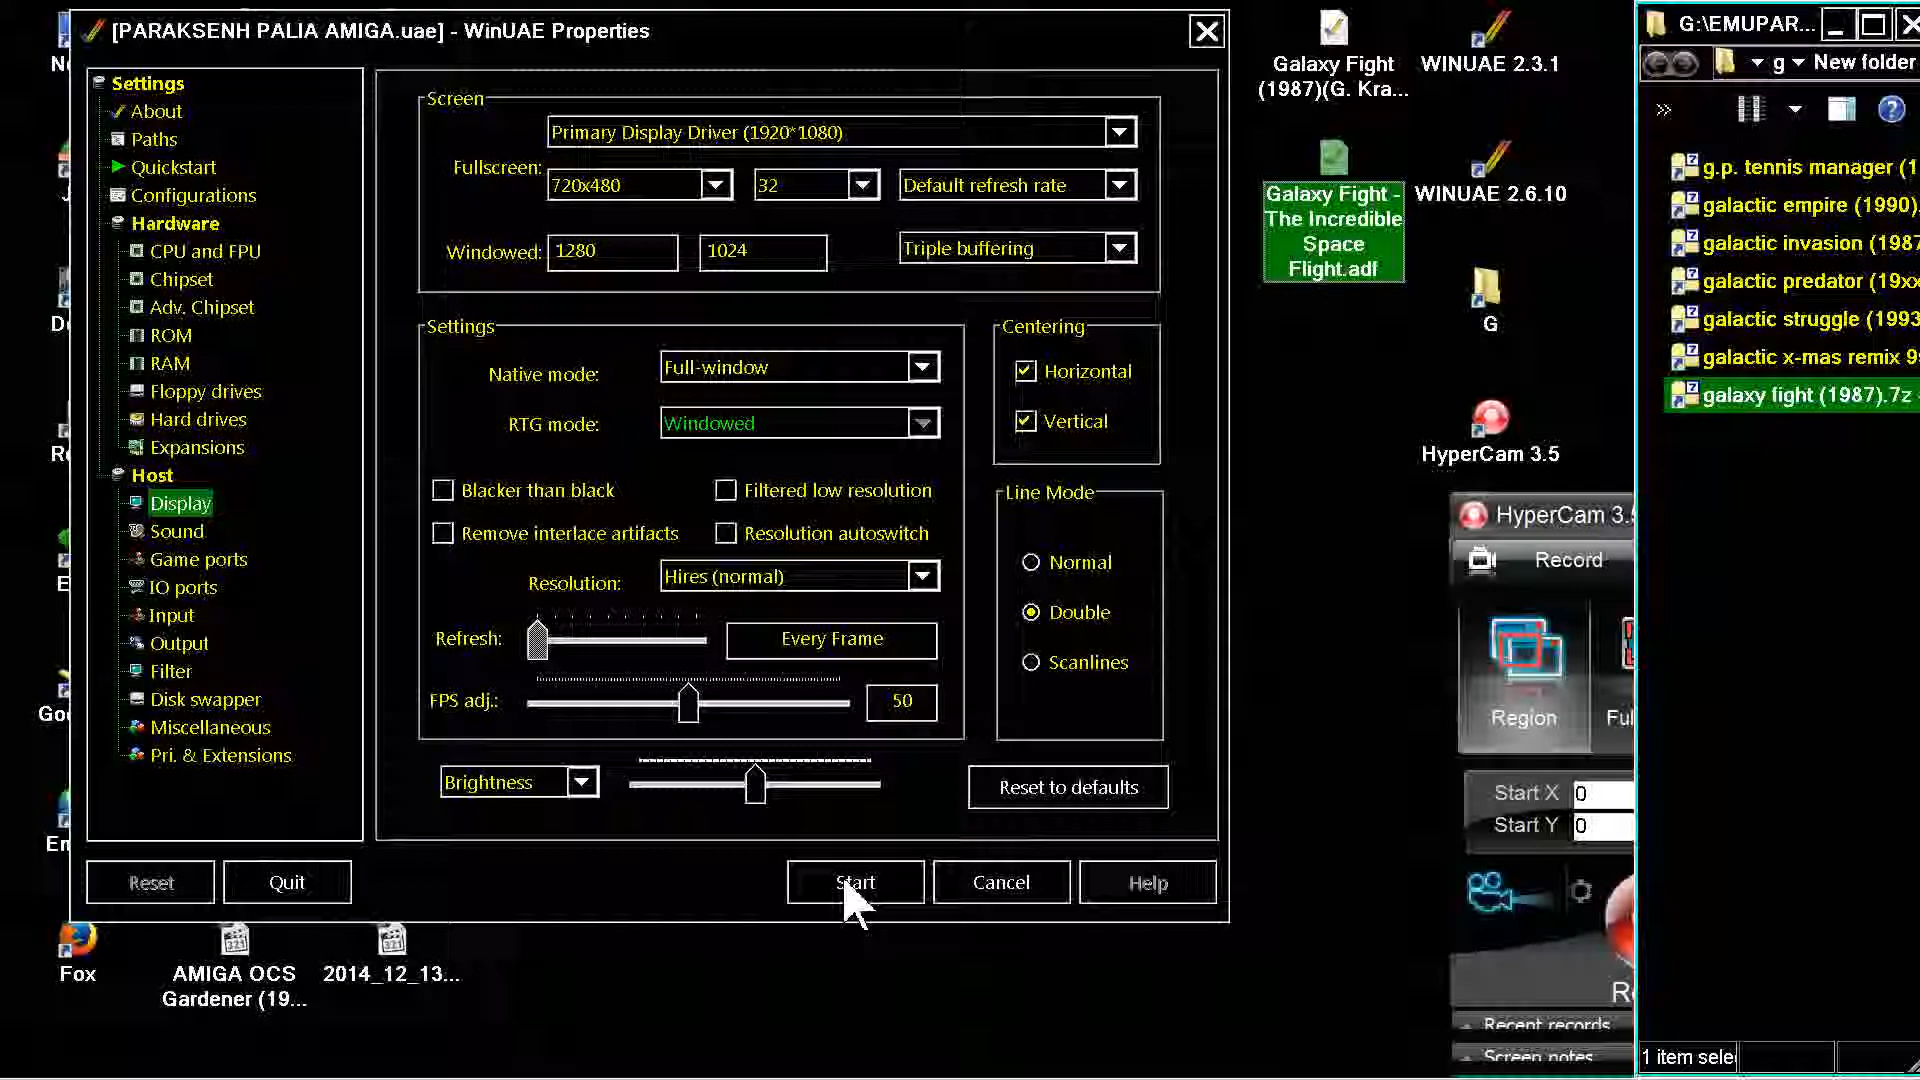 [PARAKSENH PALIA AMIGA.uae] - WinUAE Properties
Settings
About
Paths
Quickstart
Configurations
Hardware
CPU and FPU
Chipset
Adv. Chipset
ROM
RAM
Floppy drives
Hard drives
Expansions
Host
Display
Sound
Game ports
IO ports
Input
Output
Filter
Disk swapper
Miscellaneous
Pri. & Extensions
Screen
Primary Display Driver (1920*1080)
Fullscreen:
720x480
32
Default refresh rate
Windowed:
1280
1024
Triple buffering
Settings
Native mode:
Full-window
RTG mode:
Windowed
Blacker than black
Filtered low resolution
Remove interlace artifacts
Resolution autoswitch
Resolution:
Hires (normal)
Refresh:
Every Frame
FPS adj.:
50
Centering
Horizontal
Vertical
Line Mode
Normal
Double
Scanlines
Brightness
Reset to defaults
Reset
Quit
Start
Cancel
Help
Fox
AMIGA OCS
Gardener (19...
2014_12_13...
Galaxy Fight
(1987)(G. Kra...
Galaxy Fight -
The Incredible
Space
Flight.adf
WINUAE 2.3.1
WINUAE 2.6.10
G
HyperCam 3.5
HyperCam 3.
Record
Region
Start X
0
Start Y
0
Recent records
Screen notes
G:\EMUPAR...
g
New folder
g.p. tennis manager (1
galactic empire (1990)
galactic invasion (1987
galactic predator (19xx
galactic struggle (1993
galactic x-mas remix 9
galaxy fight (1987).7z
1 item sele